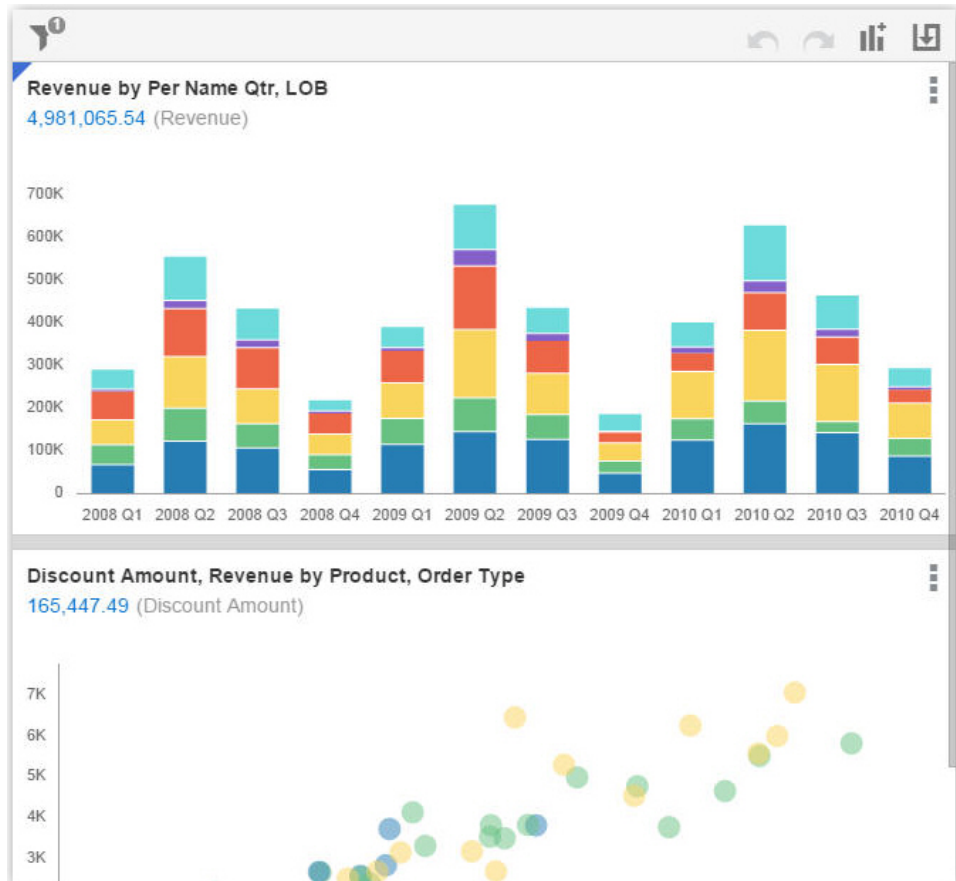 1
Revenue by Per Name Qtr, LOB
4,981,065.54 (Revenue)
700K
600K
500K
400K
300K
200K
100K
0
2008 Q1 2008 Q2 2008 Q3 2008 Q4 2009 Q1 2009 Q2 2009 Q3 2009 Q4 2010 Q1 2010 Q2 2010 Q3 2010 Q4
Discount Amount, Revenue by Product, Order Type
165,447.49 (Discount Amount)
7K
6K
5K
4K
3K